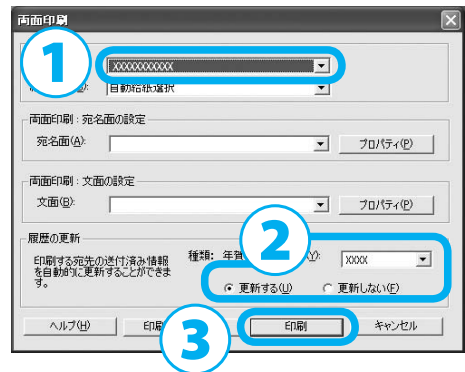 両面印刷
1
XXXXXXXXXXX
自動給紙選択
両面印刷 : 宛名面の設定
宛名面(A):
プロパティ(P)
両面印刷 : 文面の設定
文面(B):
プロパティ(P)
履歴の更新
印刷する宛先の送付済み情報
を自動的に更新することができま
す。
種類: 年賀
2
(Y):
XXXX
更新する(U)
更新しない(F)
ヘルプ(H)
印刷
3
印刷
キャンセル